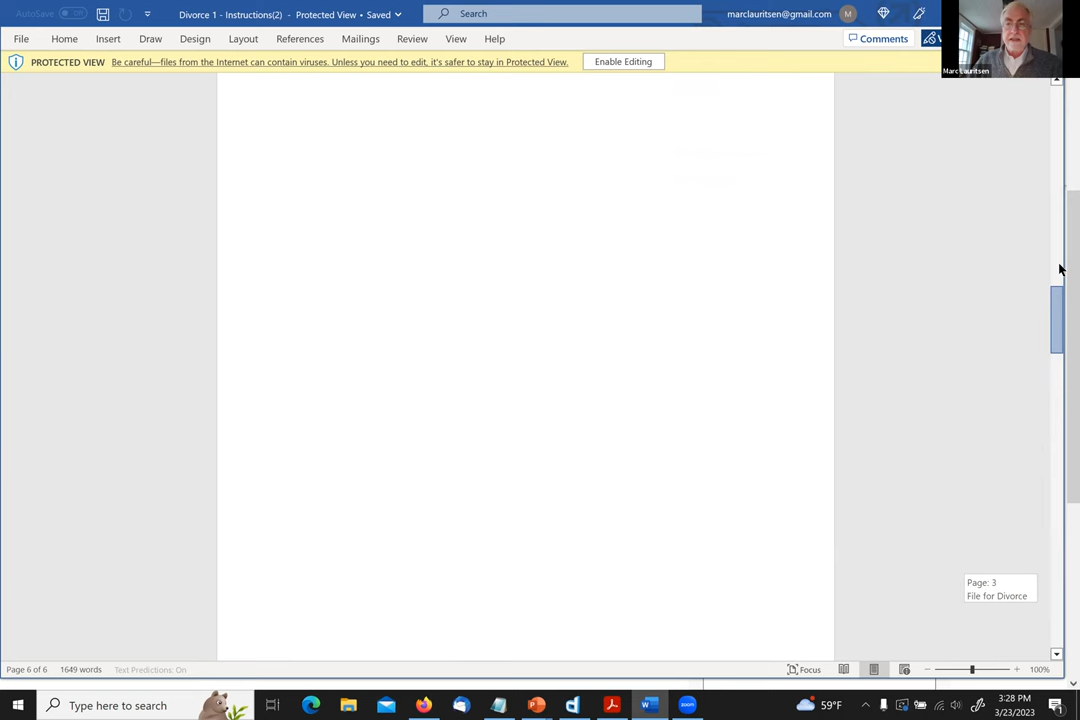 AutoSave Off Divorce 1 - Instructions(2) - Protected View • Saved Search marclauritsen@gmail.com M
File Home Insert Draw Design Layout References Mailings Review View Help Comments
PROTECTED VIEW Be careful—files from the Internet can contain viruses. Unless you need to edit, it's safer to stay in Protected View. Enable Editing
Marc Lauritsen
Page: 3
File for Divorce
Page 6 of 6 1649 words Text Predictions: On Focus 100%
Type here to search zoom 59°F 3:28 PM
3/23/2023 1